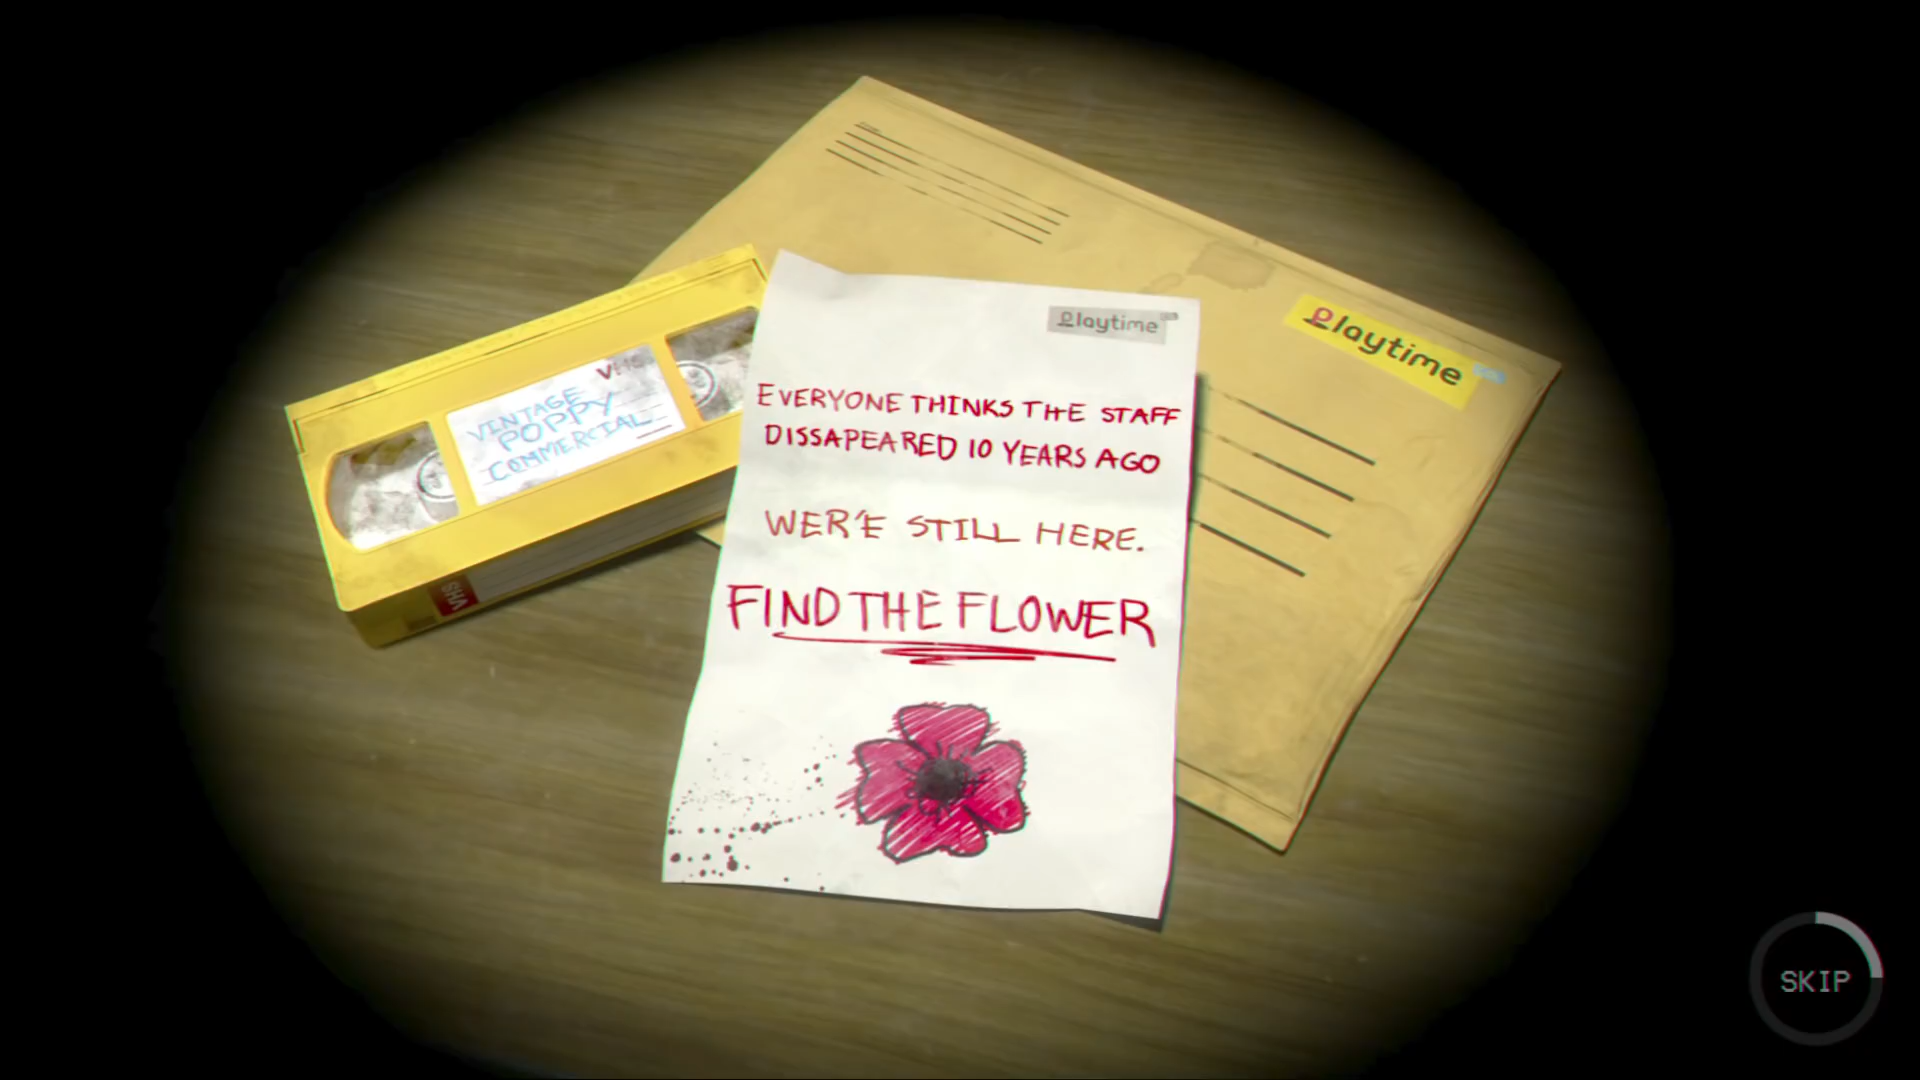 VHS
VINTAGE
POPPY
COMMERCIAL
VHS
Playtime
Playtime
EVERYONE THINKS THE STAFF
DISSAPEARED 10 YEARS AGO
WER'E STILL HERE.
FIND THE FLOWER
SKIP